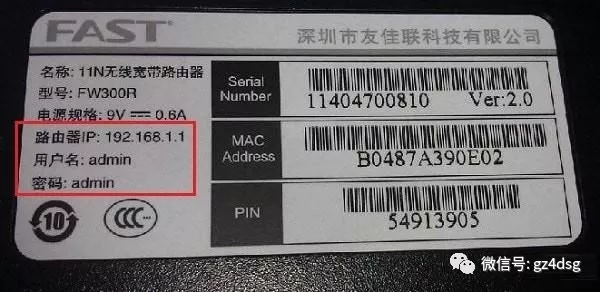 FAST® 深圳市友佳联科技有限公司
名称: 11N无线宽带路由器
型号: FW300R
电源规格: 9V 0.6A
路由器IP: 192.168.1.1
用户名: admin
密码: admin
10
CCC
Serial Number
11404700810 Ver:2.0
MAC Address
B0487A390E02
PIN
54913905
微信号: gz4dsg